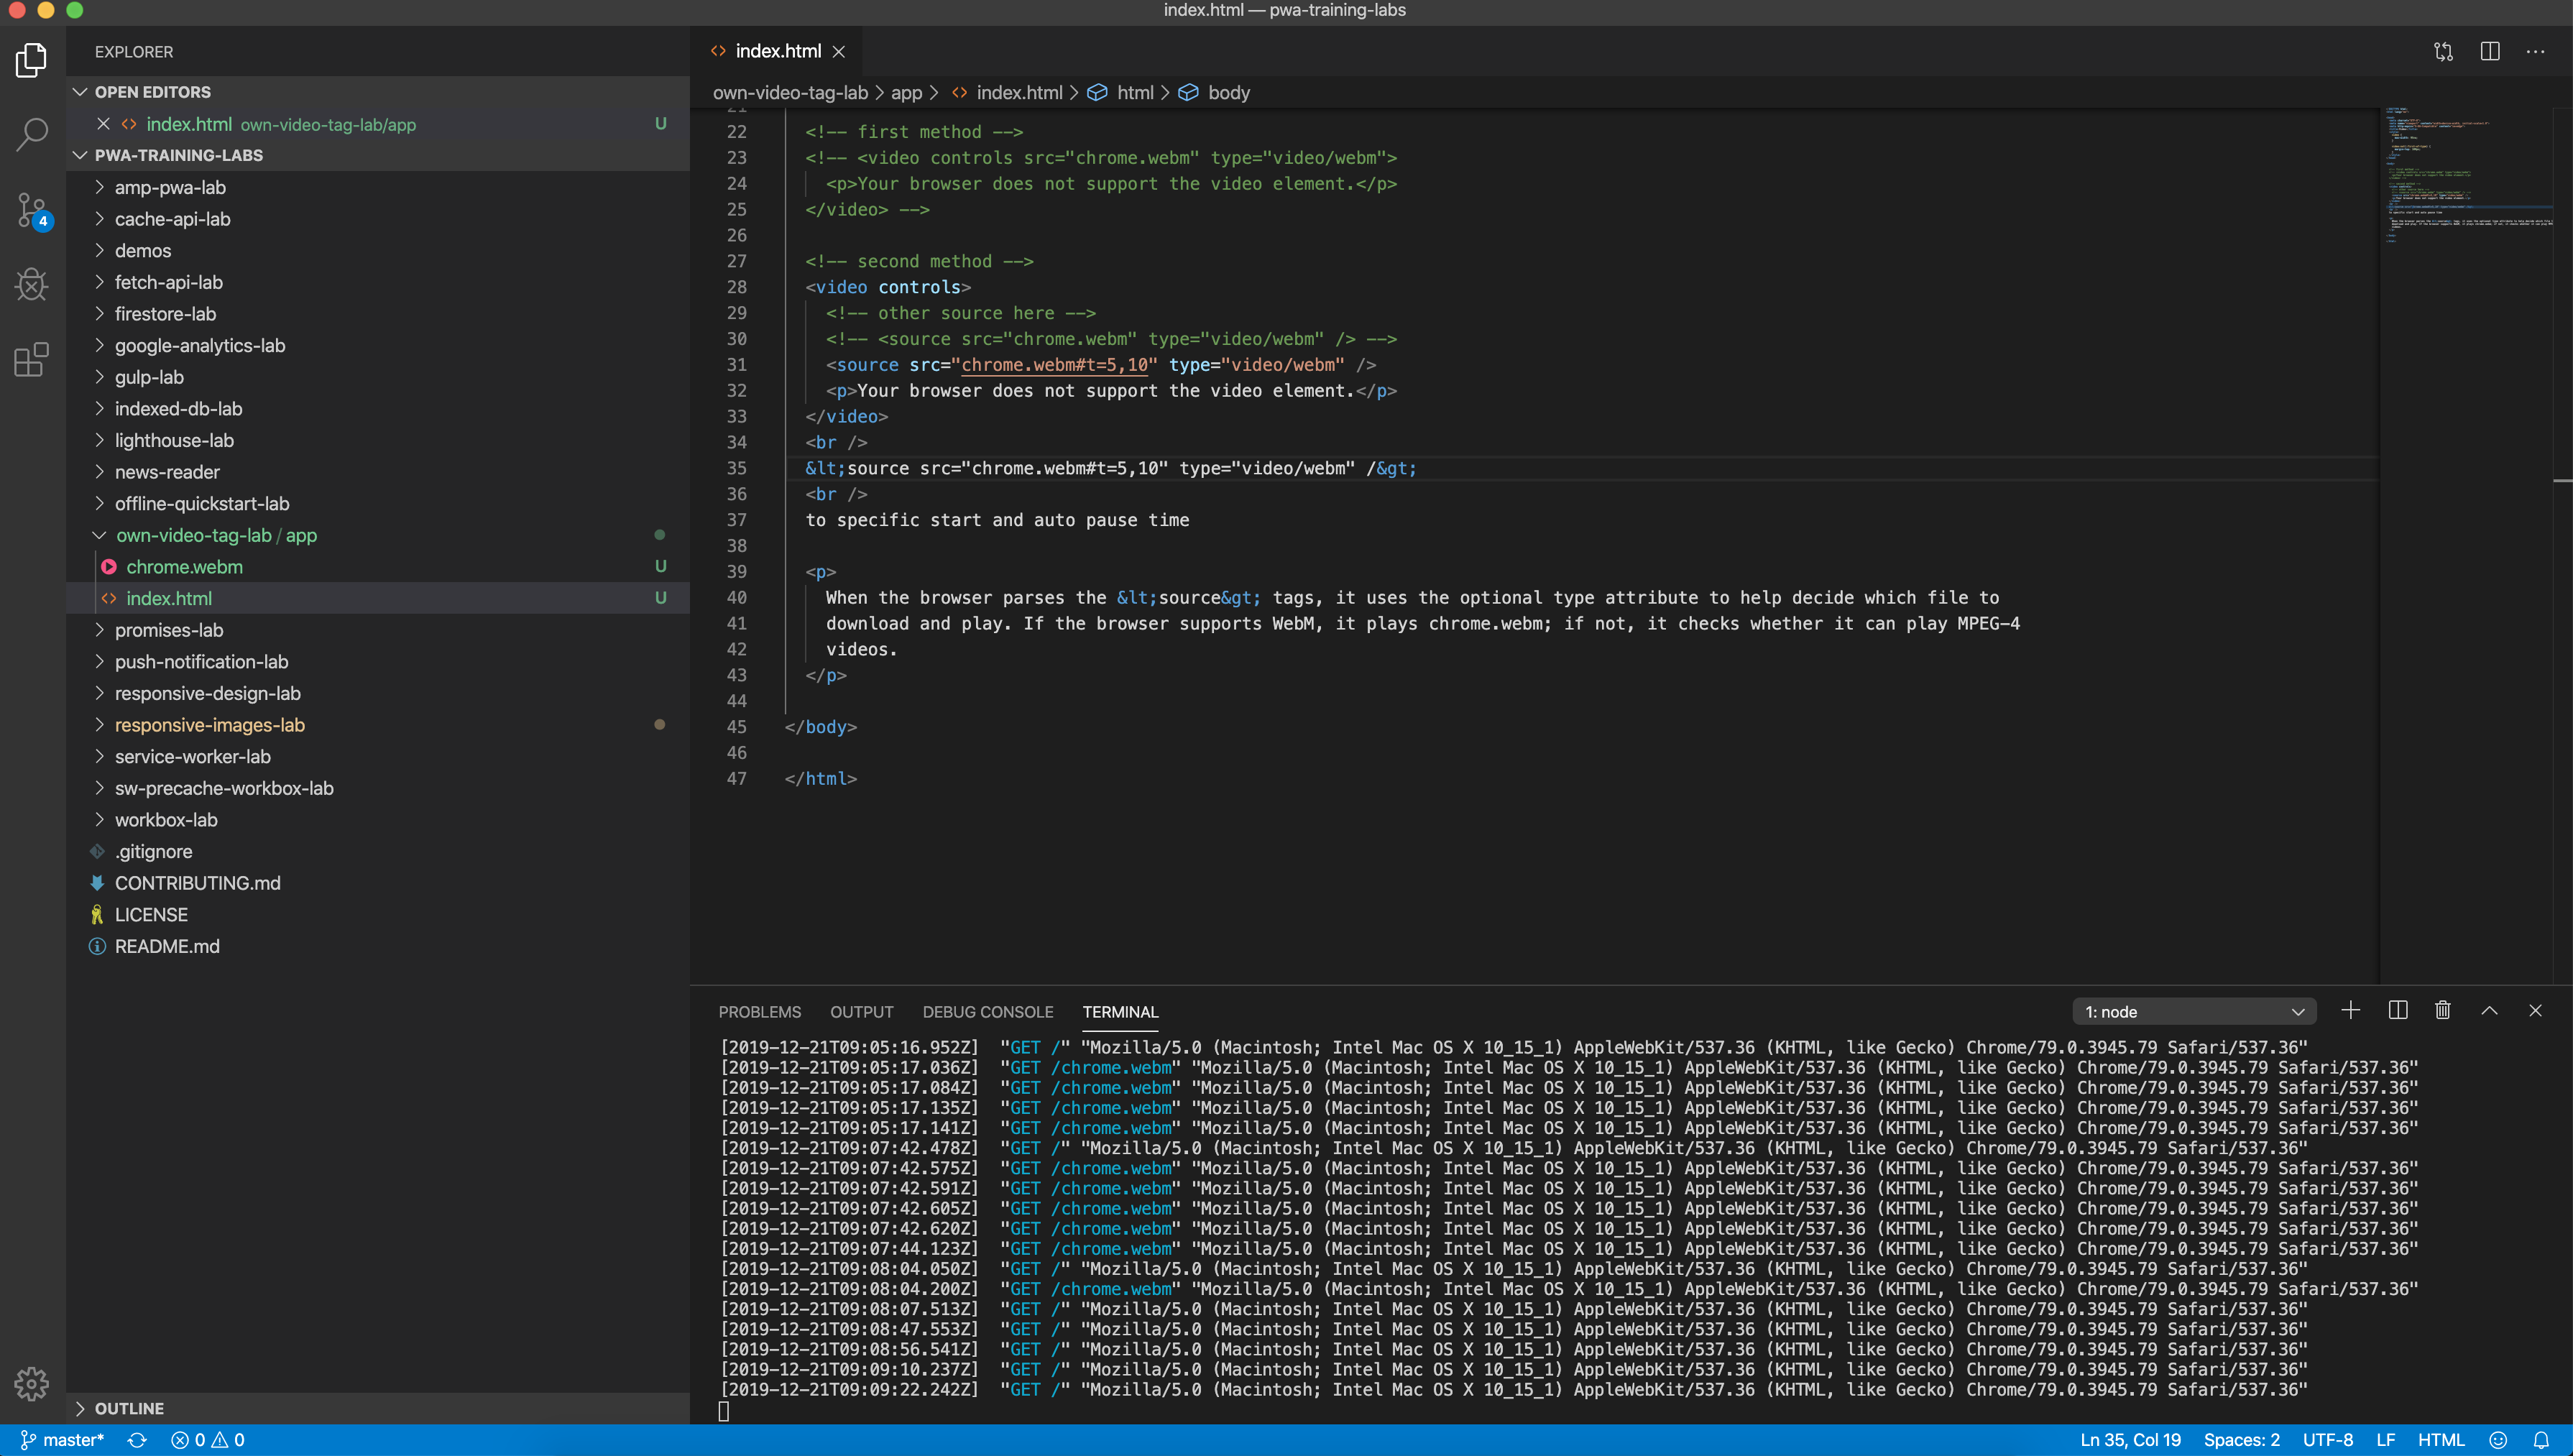 index.html — pwa-training-labs
EXPLORER
OPEN EDITORS
index.html own-video-tag-lab/app U
PWA-TRAINING-LABS
amp-pwa-lab
cache-api-lab
demos
fetch-api-lab
firestore-lab
google-analytics-lab
gulp-lab
indexed-db-lab
lighthouse-lab
news-reader
offline-quickstart-lab
own-video-tag-lab / app
chrome.webm U
index.html U
promises-lab
push-notification-lab
responsive-design-lab
responsive-images-lab
service-worker-lab
sw-precache-workbox-lab
workbox-lab
.gitignore
CONTRIBUTING.md
LICENSE
README.md
OUTLINE
4
index.html
own-video-tag-lab > app > index.html > html > body
21
22 <!-- first method -->
23 <!-- <video controls src="chrome.webm" type="video/webm">
24 <p>Your browser does not support the video element.</p>
25 </video> -->
26
27 <!-- second method -->
28 <video controls>
29 <!-- other source here -->
30 <!-- <source src="chrome.webm" type="video/webm" /> -->
31 <source src="chrome.webm#t=5,10" type="video/webm" />
32 <p>Your browser does not support the video element.</p>
33 </video>
34 <br />
35 &lt;source src="chrome.webm#t=5,10" type="video/webm" /&gt;
36 <br />
37 to specific start and auto pause time
38
39 <p>
40 When the browser parses the &lt;source&gt; tags, it uses the optional type attribute to help decide which file to
41 download and play. If the browser supports WebM, it plays chrome.webm; if not, it checks whether it can play MPEG-4
42 videos.
43 </p>
44
45 </body>
46
47 </html>
PROBLEMS OUTPUT DEBUG CONSOLE TERMINAL 1: node
[2019-12-21T09:05:16.952Z] "GET /" "Mozilla/5.0 (Macintosh; Intel Mac OS X 10_15_1) AppleWebKit/537.36 (KHTML, like Gecko) Chrome/79.0.3945.79 Safari/537.36"
[2019-12-21T09:05:17.036Z] "GET /chrome.webm" "Mozilla/5.0 (Macintosh; Intel Mac OS X 10_15_1) AppleWebKit/537.36 (KHTML, like Gecko) Chrome/79.0.3945.79 Safari/537.36"
[2019-12-21T09:05:17.084Z] "GET /chrome.webm" "Mozilla/5.0 (Macintosh; Intel Mac OS X 10_15_1) AppleWebKit/537.36 (KHTML, like Gecko) Chrome/79.0.3945.79 Safari/537.36"
[2019-12-21T09:05:17.135Z] "GET /chrome.webm" "Mozilla/5.0 (Macintosh; Intel Mac OS X 10_15_1) AppleWebKit/537.36 (KHTML, like Gecko) Chrome/79.0.3945.79 Safari/537.36"
[2019-12-21T09:05:17.141Z] "GET /chrome.webm" "Mozilla/5.0 (Macintosh; Intel Mac OS X 10_15_1) AppleWebKit/537.36 (KHTML, like Gecko) Chrome/79.0.3945.79 Safari/537.36"
[2019-12-21T09:07:42.478Z] "GET /" "Mozilla/5.0 (Macintosh; Intel Mac OS X 10_15_1) AppleWebKit/537.36 (KHTML, like Gecko) Chrome/79.0.3945.79 Safari/537.36"
[2019-12-21T09:07:42.575Z] "GET /chrome.webm" "Mozilla/5.0 (Macintosh; Intel Mac OS X 10_15_1) AppleWebKit/537.36 (KHTML, like Gecko) Chrome/79.0.3945.79 Safari/537.36"
[2019-12-21T09:07:42.591Z] "GET /chrome.webm" "Mozilla/5.0 (Macintosh; Intel Mac OS X 10_15_1) AppleWebKit/537.36 (KHTML, like Gecko) Chrome/79.0.3945.79 Safari/537.36"
[2019-12-21T09:07:42.605Z] "GET /chrome.webm" "Mozilla/5.0 (Macintosh; Intel Mac OS X 10_15_1) AppleWebKit/537.36 (KHTML, like Gecko) Chrome/79.0.3945.79 Safari/537.36"
[2019-12-21T09:07:42.620Z] "GET /chrome.webm" "Mozilla/5.0 (Macintosh; Intel Mac OS X 10_15_1) AppleWebKit/537.36 (KHTML, like Gecko) Chrome/79.0.3945.79 Safari/537.36"
[2019-12-21T09:07:44.123Z] "GET /chrome.webm" "Mozilla/5.0 (Macintosh; Intel Mac OS X 10_15_1) AppleWebKit/537.36 (KHTML, like Gecko) Chrome/79.0.3945.79 Safari/537.36"
[2019-12-21T09:08:04.050Z] "GET /" "Mozilla/5.0 (Macintosh; Intel Mac OS X 10_15_1) AppleWebKit/537.36 (KHTML, like Gecko) Chrome/79.0.3945.79 Safari/537.36"
[2019-12-21T09:08:04.200Z] "GET /chrome.webm" "Mozilla/5.0 (Macintosh; Intel Mac OS X 10_15_1) AppleWebKit/537.36 (KHTML, like Gecko) Chrome/79.0.3945.79 Safari/537.36"
[2019-12-21T09:08:07.513Z] "GET /" "Mozilla/5.0 (Macintosh; Intel Mac OS X 10_15_1) AppleWebKit/537.36 (KHTML, like Gecko) Chrome/79.0.3945.79 Safari/537.36"
[2019-12-21T09:08:47.553Z] "GET /" "Mozilla/5.0 (Macintosh; Intel Mac OS X 10_15_1) AppleWebKit/537.36 (KHTML, like Gecko) Chrome/79.0.3945.79 Safari/537.36"
[2019-12-21T09:08:56.541Z] "GET /" "Mozilla/5.0 (Macintosh; Intel Mac OS X 10_15_1) AppleWebKit/537.36 (KHTML, like Gecko) Chrome/79.0.3945.79 Safari/537.36"
[2019-12-21T09:09:10.237Z] "GET /" "Mozilla/5.0 (Macintosh; Intel Mac OS X 10_15_1) AppleWebKit/537.36 (KHTML, like Gecko) Chrome/79.0.3945.79 Safari/537.36"
[2019-12-21T09:09:22.242Z] "GET /" "Mozilla/5.0 (Macintosh; Intel Mac OS X 10_15_1) AppleWebKit/537.36 (KHTML, like Gecko) Chrome/79.0.3945.79 Safari/537.36"
master* 0 0 Ln 35, Col 19 Spaces: 2 UTF-8 LF HTML